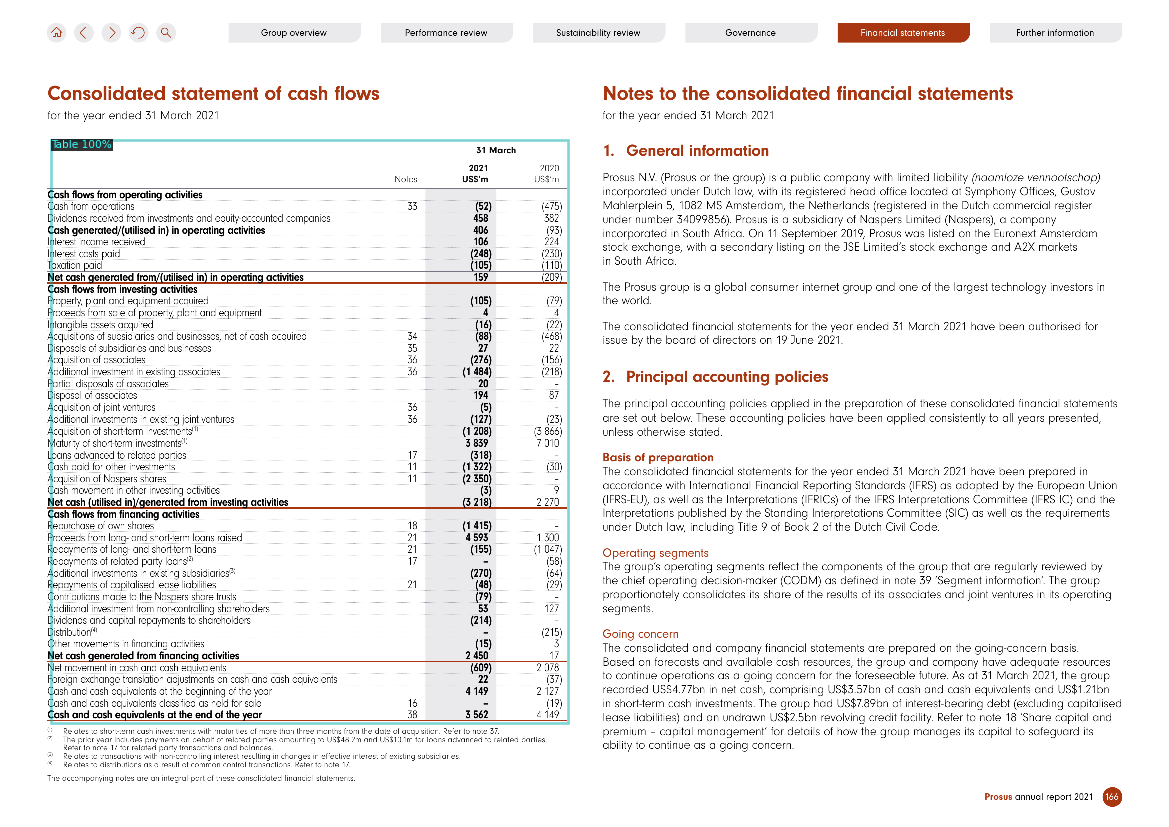 Group overview
Performance review
Sustainability review
Governance
Financial statements
Further information
Consolidated statement of cash flows
for the year ended 31 March 2021
Table 100%
31 March
2021 2020
Notes US$'m US$'m
Cash flows from operating activities
Cash from operations 33 (52) (475)
Dividends received from investments and equity-accounted companies 458 382
Cash generated/(utilised in) in operating activities 406 (93)
Interest income received 106 224
Interest costs paid (248) (230)
Taxation paid (105) (110)
Net cash generated from/(utilised in) in operating activities 159 (209)
Cash flows from investing activities
Property, plant and equipment acquired (105) (79)
Proceeds from sale of property, plant and equipment 4 4
Intangible assets acquired (16) (22)
Acquisitions of subsidiaries and businesses, net of cash acquired 34 (88) (468)
Disposals of subsidiaries and businesses 35 27 22
Acquisition of associates 36 (276) (156)
Additional investment in existing associates 36 (1 484) (218)
Partial disposals of associates 20 –
Disposal of associates 194 87
Acquisition of joint ventures 36 (5) –
Additional investments in existing joint ventures 36 (127) (23)
Acquisition of short-term investments(1) (1 208) (3 866)
Maturity of short-term investments(1) 3 839 7 010
Loans advanced to related parties 17 (318) –
Cash paid for other investments 11 (1 322) (30)
Acquisition of Naspers shares 11 (2 350) –
Cash movement in other investing activities (3) 9
Net cash (utilised in)/generated from investing activities (3 218) 2 270
Cash flows from financing activities
Repurchase of own shares 18 (1 415) –
Proceeds from long- and short-term loans raised 21 4 593 1 300
Repayments of long- and short-term loans 21 (155) (1 047)
Repayments of related party loans(2) 17 – (58)
Additional investments in existing subsidiaries(3) (270) (64)
Repayments of capitalised lease liabilities 21 (48) (29)
Contributions made to the Naspers share trusts (79) –
Additional investment from non-controlling shareholders 53 127
Dividends and capital repayments to shareholders (214) –
Distribution(4) – (215)
Other movements in financing activities (15) 3
Net cash generated from financing activities 2 450 17
Net movement in cash and cash equivalents (609) 2 078
Foreign exchange translation adjustments on cash and cash equivalents 22 (37)
Cash and cash equivalents at the beginning of the year 4 149 2 127
Cash and cash equivalents classified as held for sale 16 – (19)
Cash and cash equivalents at the end of the year 38 3 562 4 149
(1) Relates to short-term cash investments with maturities of more than three months from the date of acquisition. Refer to note 37.
(2) The prior year includes payments on behalf of related parties amounting to US$48.2m and US$10.1m for loans advanced to related parties.
Refer to note 17 for related party transactions and balances.
(3) Relates to transactions with non-controlling interest resulting in changes in effective interest of existing subsidiaries.
(4) Relates to distributions as a result of common control transactions. Refer to note 17.
The accompanying notes are an integral part of these consolidated financial statements.
Notes to the consolidated financial statements
for the year ended 31 March 2021
1. General information
Prosus N.V. (Prosus or the group) is a public company with limited liability (naamloze vennootschap)
incorporated under Dutch law, with its registered head office located at Symphony Offices, Gustav
Mahlerplein 5, 1082 MS Amsterdam, the Netherlands (registered in the Dutch commercial register
under number 34099856). Prosus is a subsidiary of Naspers Limited (Naspers), a company
incorporated in South Africa. On 11 September 2019, Prosus was listed on the Euronext Amsterdam
stock exchange, with a secondary listing on the JSE Limited's stock exchange and A2X markets
in South Africa.
The Prosus group is a global consumer internet group and one of the largest technology investors in
the world.
The consolidated financial statements for the year ended 31 March 2021 have been authorised for
issue by the board of directors on 19 June 2021.
2. Principal accounting policies
The principal accounting policies applied in the preparation of these consolidated financial statements
are set out below. These accounting policies have been applied consistently to all years presented,
unless otherwise stated.
Basis of preparation
The consolidated financial statements for the year ended 31 March 2021 have been prepared in
accordance with International Financial Reporting Standards (IFRS) as adopted by the European Union
(IFRS-EU), as well as the Interpretations (IFRICs) of the IFRS Interpretations Committee (IFRS IC) and the
Interpretations published by the Standing Interpretations Committee (SIC) as well as the requirements
under Dutch law, including Title 9 of Book 2 of the Dutch Civil Code.
Operating segments
The group's operating segments reflect the components of the group that are regularly reviewed by
the chief operating decision-maker (CODM) as defined in note 39 'Segment information'. The group
proportionately consolidates its share of the results of its associates and joint ventures in its operating
segments.
Going concern
The consolidated and company financial statements are prepared on the going-concern basis.
Based on forecasts and available cash resources, the group and company have adequate resources
to continue operations as a going concern for the foreseeable future. As at 31 March 2021, the group
recorded US$4.77bn in net cash, comprising US$3.57bn of cash and cash equivalents and US$1.21bn
in short-term cash investments. The group had US$7.89bn of interest-bearing debt (excluding capitalised
lease liabilities) and an undrawn US$2.5bn revolving credit facility. Refer to note 18 'Share capital and
premium – capital management' for details of how the group manages its capital to safeguard its
ability to continue as a going concern.
Prosus annual report 2021 166